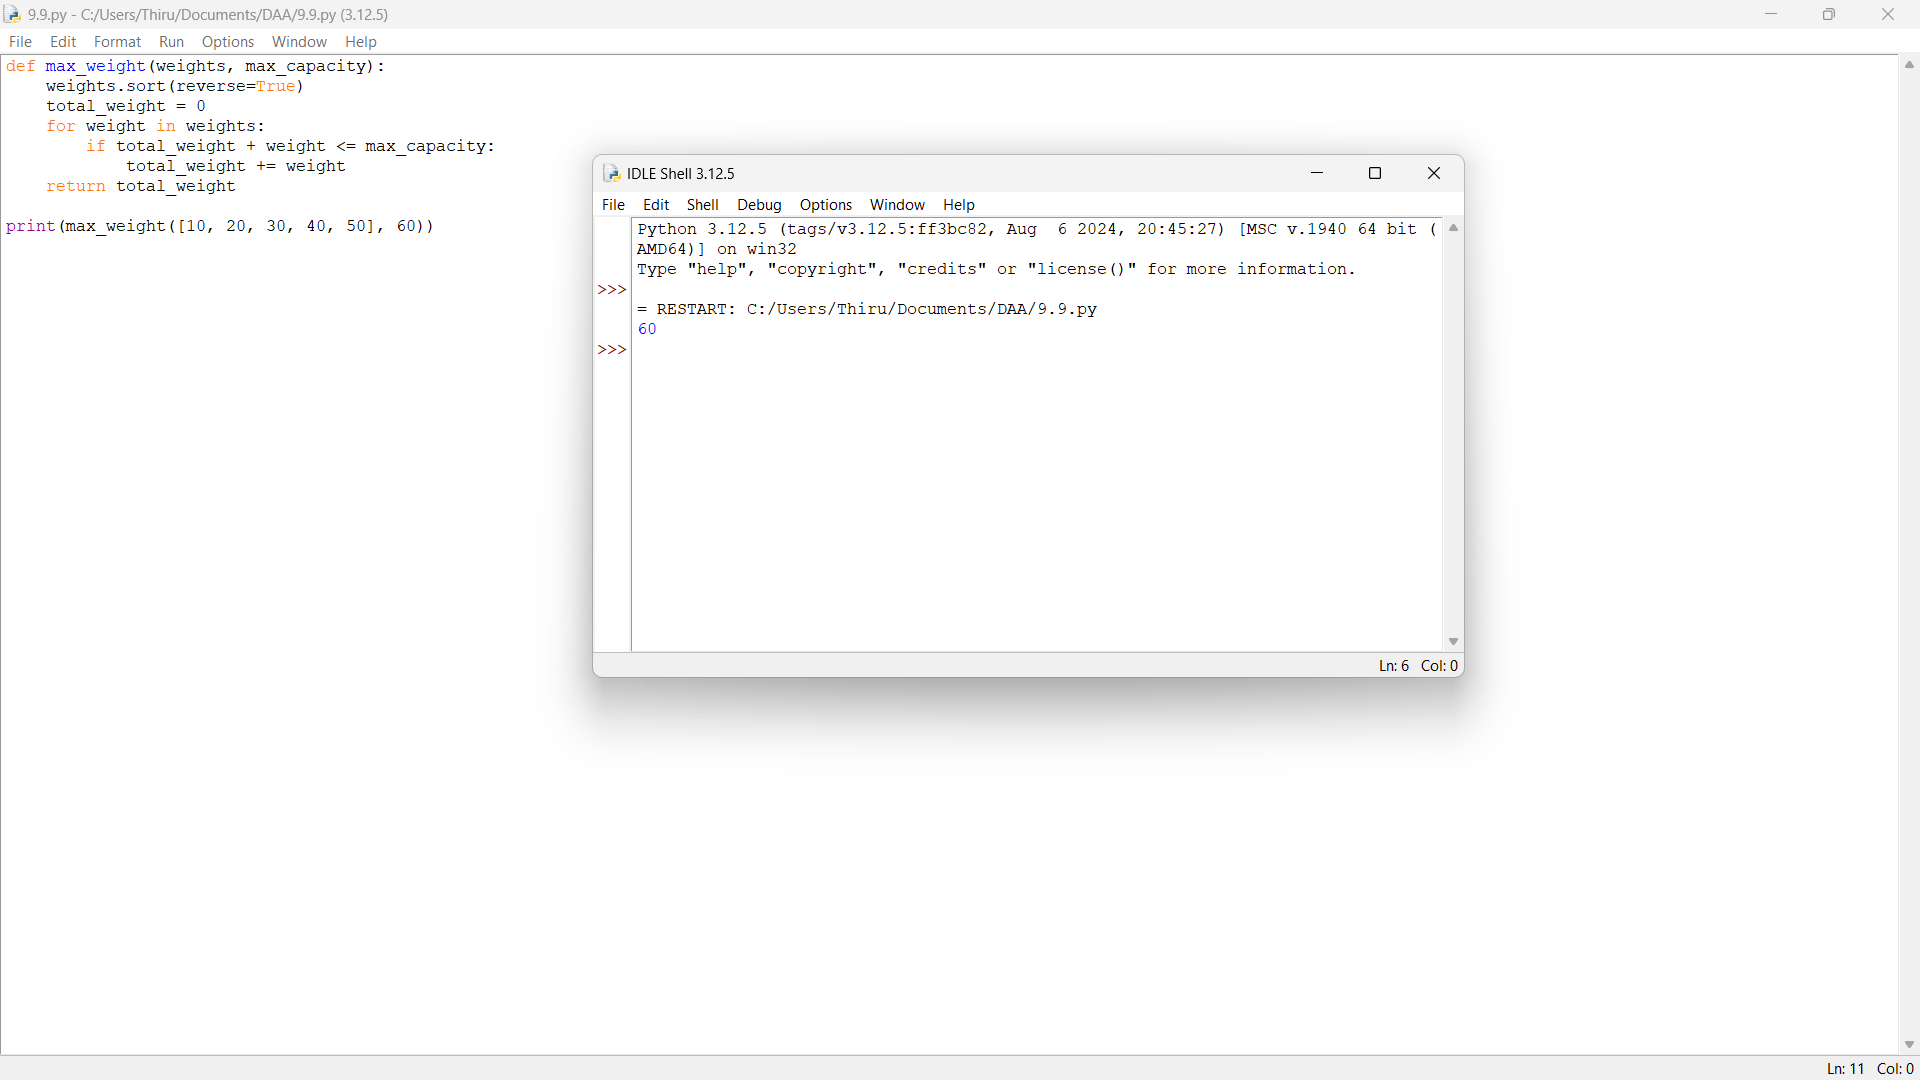 9.9.py - C:/Users/Thiru/Documents/DAA/9.9.py (3.12.5)
File Edit Format Run Options Window Help
def max_weight(weights, max_capacity):
    weights.sort(reverse=True)
    total_weight = 0
    for weight in weights:
        if total_weight + weight <= max_capacity:
            total_weight += weight
    return total_weight
print(max_weight([10, 20, 30, 40, 50], 60))
IDLE Shell 3.12.5
File Edit Shell Debug Options Window Help
Python 3.12.5 (tags/v3.12.5:ff3bc82, Aug  6 2024, 20:45:27) [MSC v.1940 64 bit (
AMD64)] on win32
Type "help", "copyright", "credits" or "license()" for more information.
>>>
= RESTART: C:/Users/Thiru/Documents/DAA/9.9.py
60
>>>
Ln: 6 Col: 0
Ln: 11 Col: 0